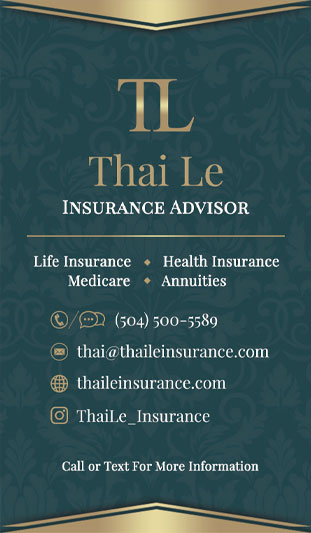 TL
Thai Le
Insurance Advisor
Life Insurance ◆ Health Insurance
Medicare ◆ Annuities
/ (504) 500-5589
thai@thaileinsurance.com
thaileinsurance.com
ThaiLe_Insurance
Call or Text For More Information